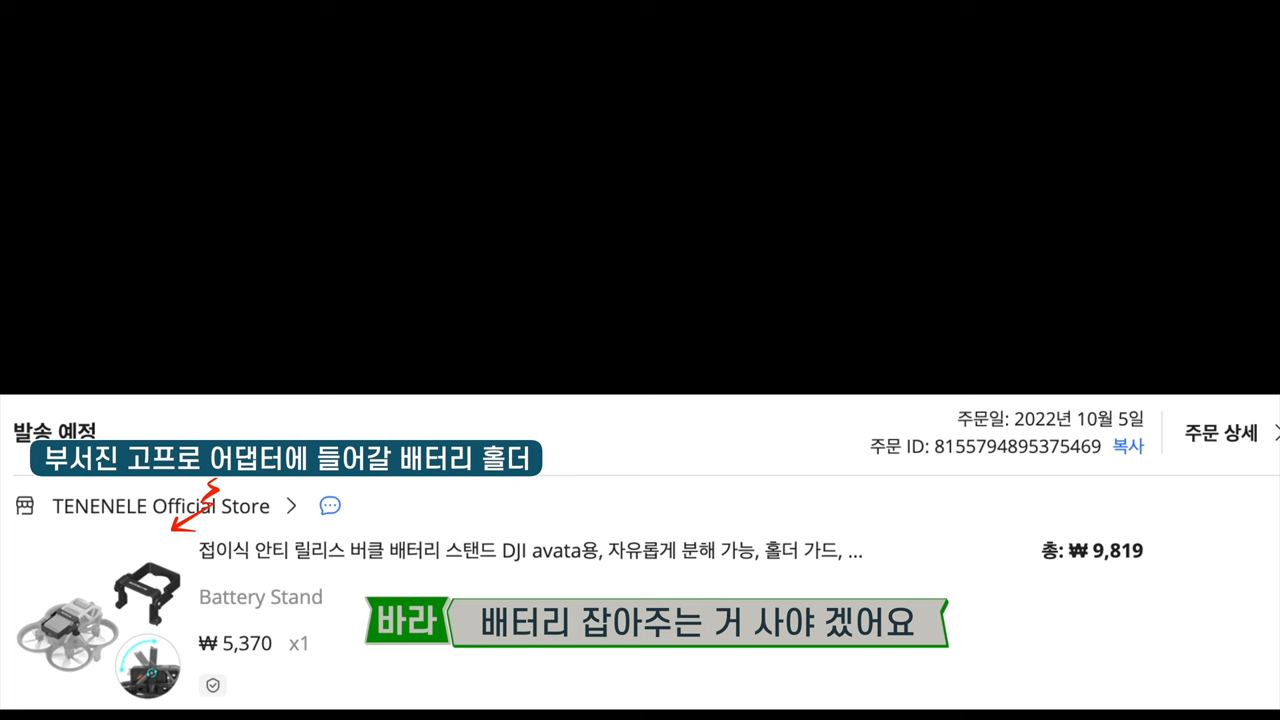 발송 예정
주문일: 2022년 10월 5일
주문 ID: 8155794895375469 복사
주문 상세
부서진 고프로 어댑터에 들어갈 배터리 홀더
TENENELE Official Store
접이식 안티 릴리스 버클 배터리 스탠드 DJI avata용, 자유롭게 분해 가능, 홀더 가드, ...
총: ₩ 9,819
Battery Stand
₩ 5,370 x1
바라 배터리 잡아주는 거 사야 겠어요